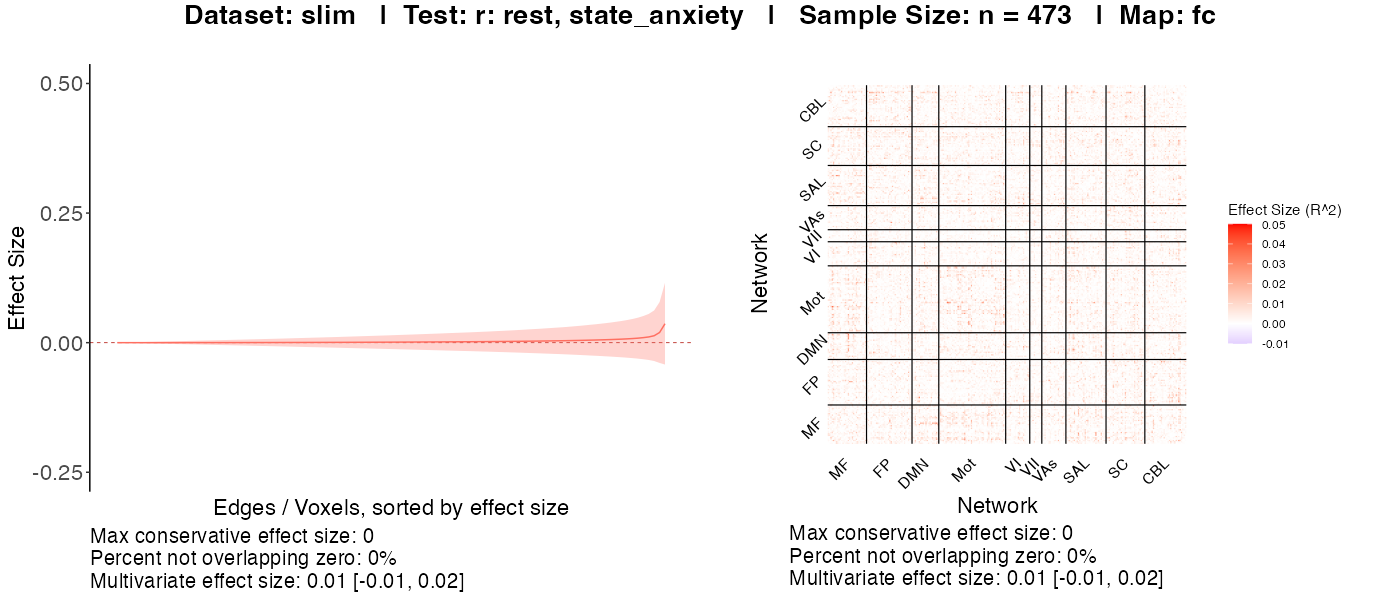 Dataset: slim | Test: r: rest, state_anxiety | Sample Size: n = 473 | Map: fc
0.50
0.25
0.00
-0.25
Effect Size
Edges / Voxels, sorted by effect size
Max conservative effect size: 0
Percent not overlapping zero: 0%
Multivariate effect size: 0.01 [-0.01, 0.02]
Network
CBL
SC
SAL
VAs
VII
VI
Mot
DMN
FP
MF
MF
FP
DMN
Mot
VI
VII
VAs
SAL
SC
CBL
Network
Max conservative effect size: 0
Percent not overlapping zero: 0%
Multivariate effect size: 0.01 [-0.01, 0.02]
Effect Size (R^2)
0.05
0.04
0.03
0.02
0.01
0.00
-0.01